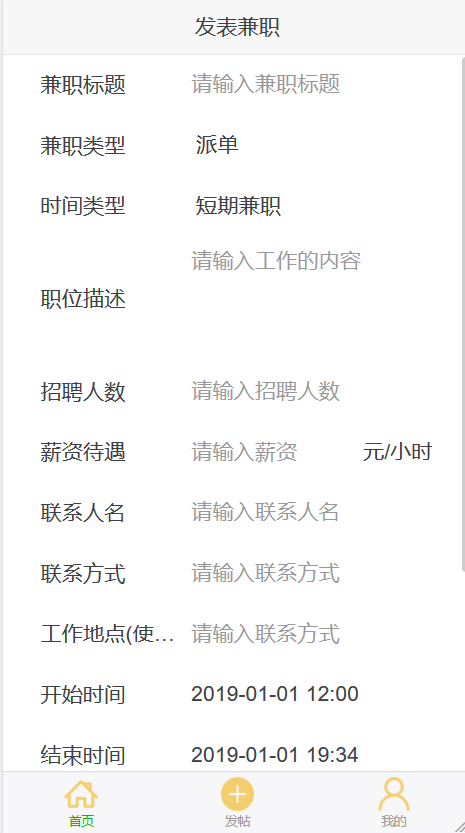 发表兼职
兼职标题 请输入兼职标题
兼职类型 派单
时间类型 短期兼职
请输入工作的内容
职位描述
招聘人数 请输入招聘人数
薪资待遇 请输入薪资 元/小时
联系人名 请输入联系人名
联系方式 请输入联系方式
工作地点(使… 请输入联系方式
开始时间 2019-01-01 12:00
结束时间 2019-01-01 19:34
首页 发帖 我的